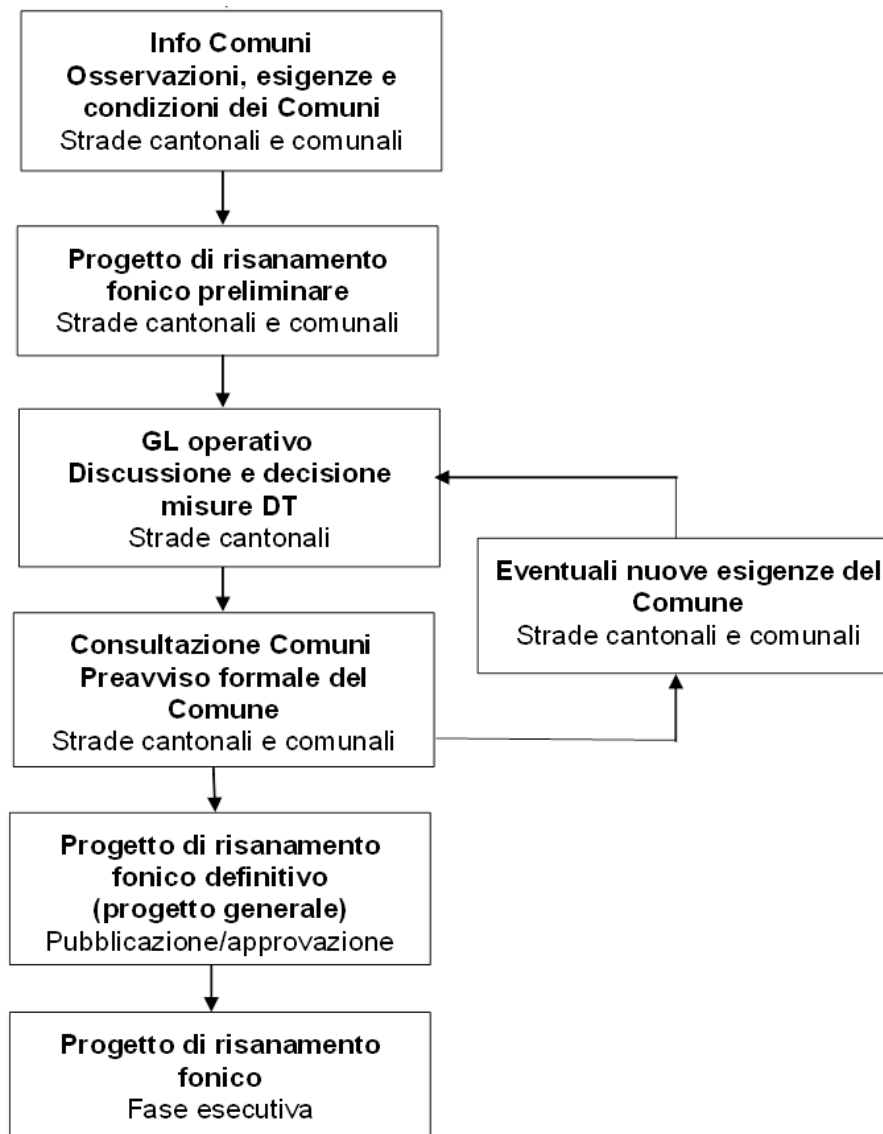 Info Comuni
Osservazioni, esigenze e
condizioni dei Comuni
Strade cantonali e comunali
Progetto di risanamento
fonico preliminare
Strade cantonali e comunali
GL operativo
Discussione e decisione
misure DT
Strade cantonali
Eventuali nuove esigenze del
Comune
Strade cantonali e comunali
Consultazione Comuni
Preavviso formale del
Comune
Strade cantonali e comunali
Progetto di risanamento
fonico definitivo
(progetto generale)
Pubblicazione/approvazione
Progetto di risanamento
fonico
Fase esecutiva